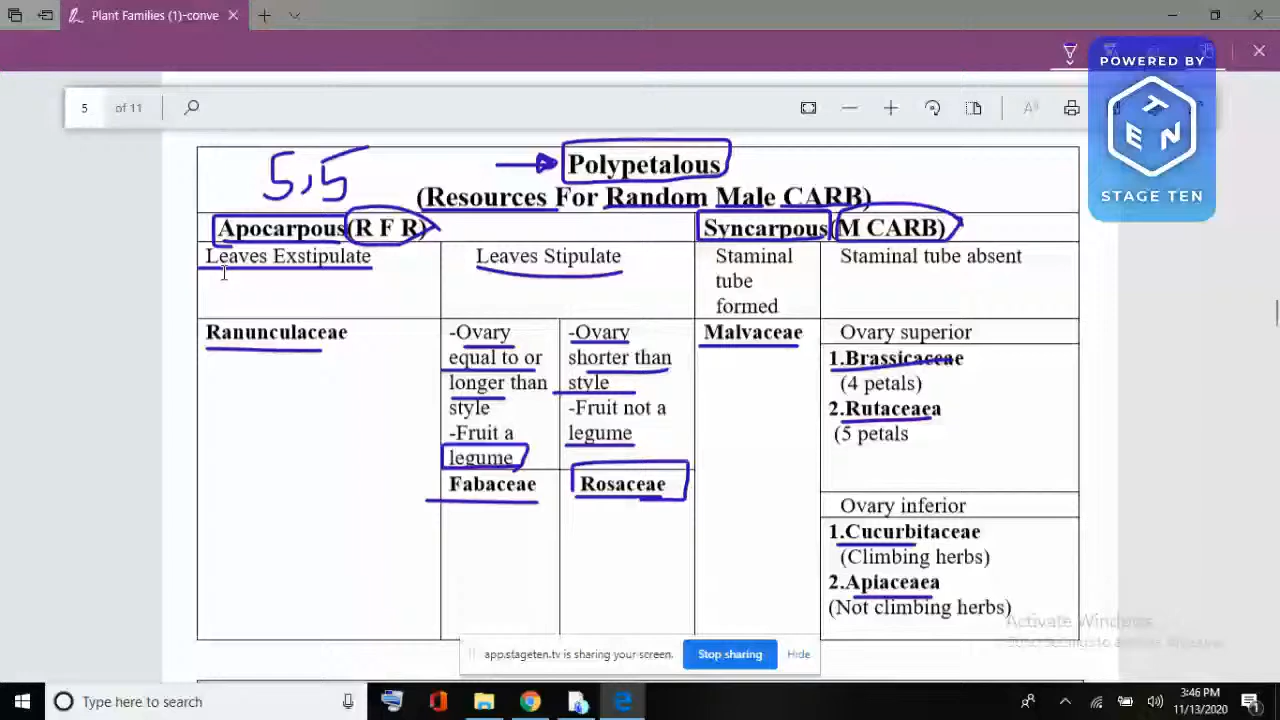 Plant Families (1)-conve
POWERED BY
TEN
STAGE TEN
5 of 11
5,5
Polypetalous
(Resources For Random Male CARB)
Apocarpous(R F R)
Syncarpous(M CARB)
Leaves Exstipulate
Leaves Stipulate
Staminal
tube
formed
Staminal tube absent
Ranunculaceae
-Ovary
equal to or
longer than
style
-Fruit a
legume
Fabaceae
-Ovary
shorter than
style
-Fruit not a
legume
Rosaceae
Malvaceae
Ovary superior
1.Brassicaceae
(4 petals)
2.Rutaceaea
(5 petals
Ovary inferior
1.Cucurbitaceae
(Climbing herbs)
2.Apiaceaea
(Not climbing herbs)
Activate Windows
app.stageten.tv is sharing your screen.
Stop sharing
Hide
Type here to search
3:46 PM
11/13/2020